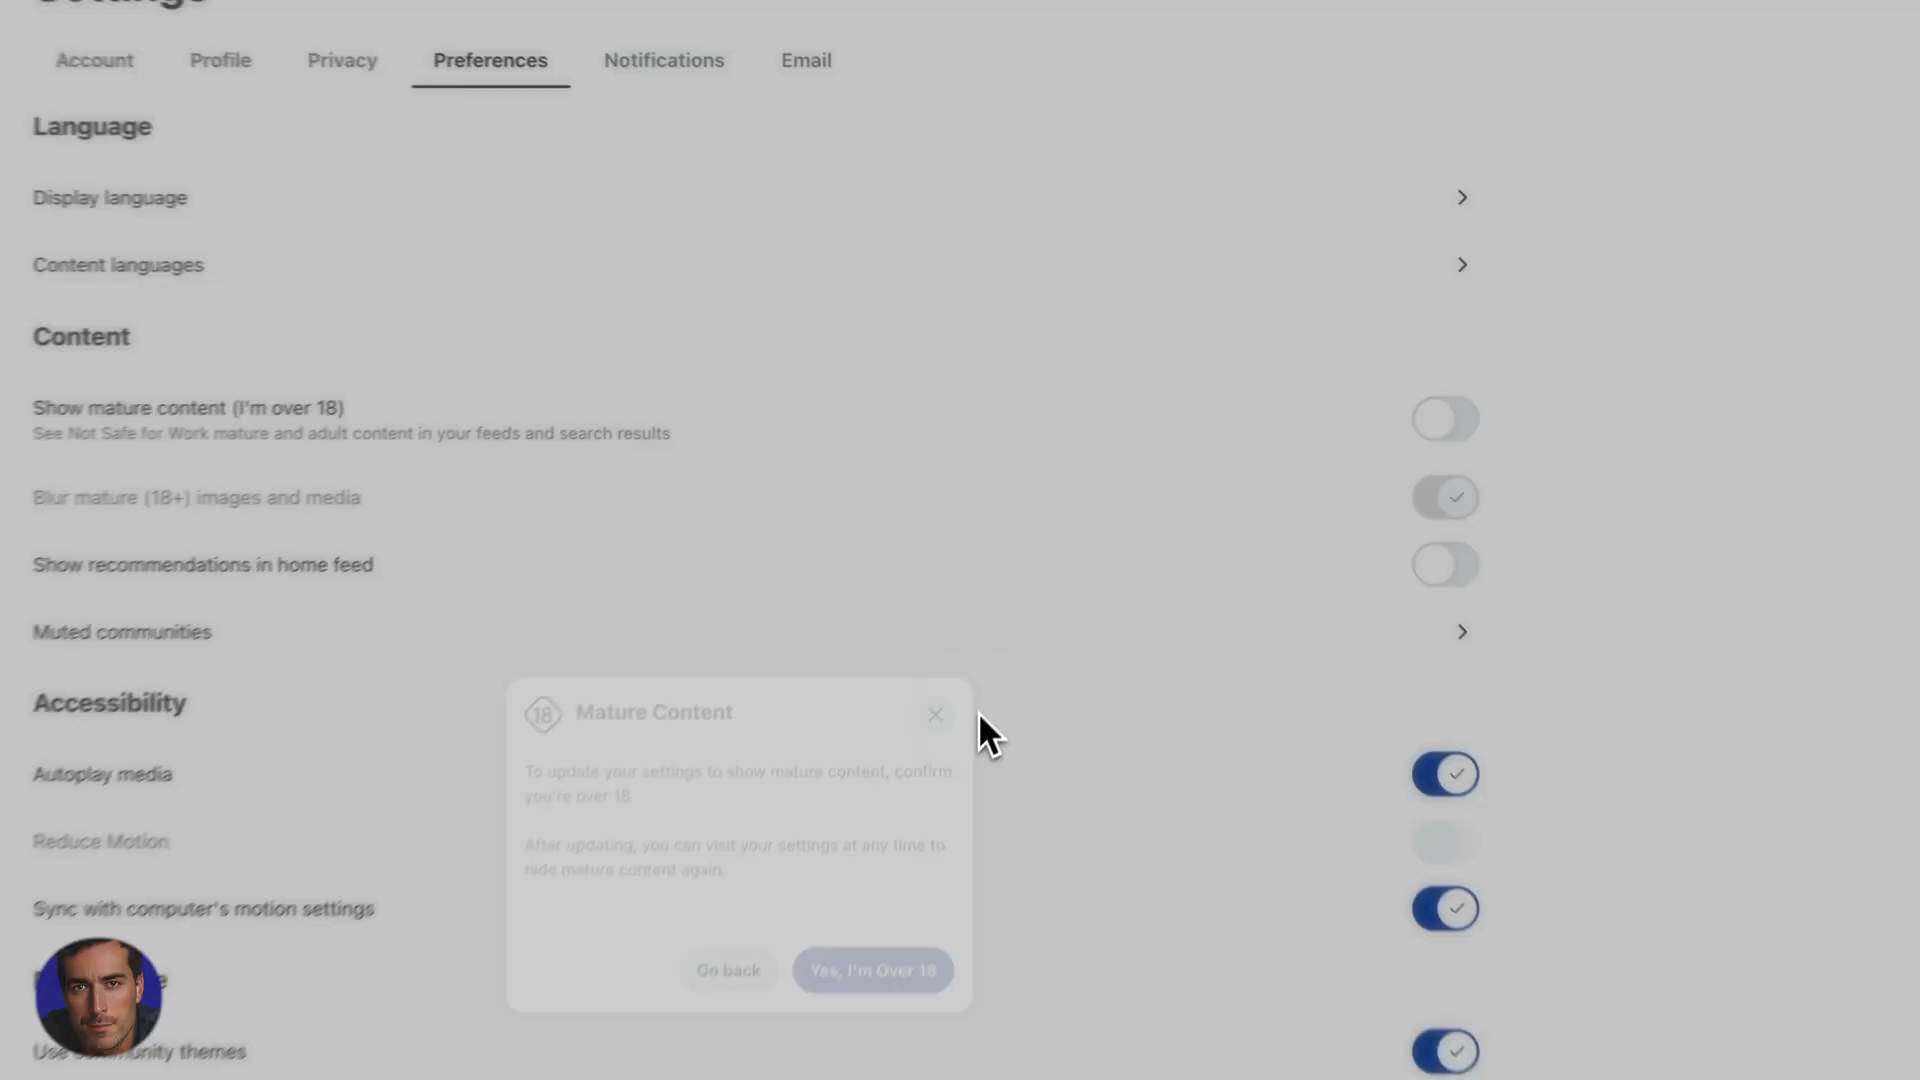 Settings
Account
Profile
Privacy
Preferences
Notifications
Email
Language
Display language
Content languages
Content
Show mature content (I'm over 18)
See Not Safe for Work mature and adult content in your feeds and search results
Blur mature (18+) images and media
Show recommendations in home feed
Muted communities
Accessibility
Autoplay media
Reduce Motion
Sync with computer's motion settings
Use community themes
18
Mature Content
To update your settings to show mature content, confirm
you're over 18.
After updating, you can visit your settings at any time to
hide mature content again.
Go back
Yes, I'm Over 18